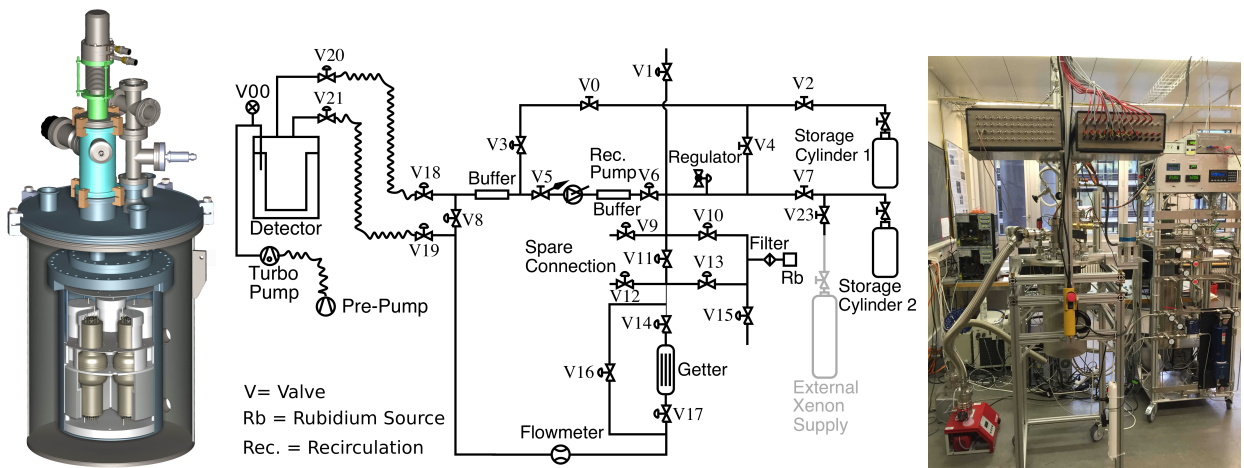 V20
V00
V21
V1
V0
V2
V3
V4
Storage
Cylinder 1
Rec.
Pump
Regulator
V18
Buffer
V5
V6
V7
Buffer
Detector
V8
V19
V9
V10
V23
Spare
Connection
V11
Filter
Rb
V12
V13
Storage
Cylinder 2
Turbo
Pump
Pre-Pump
V14
V15
V16
Getter
V17
External
Xenon
Supply
V= Valve
Rb = Rubidium Source
Rec. = Recirculation
Flowmeter